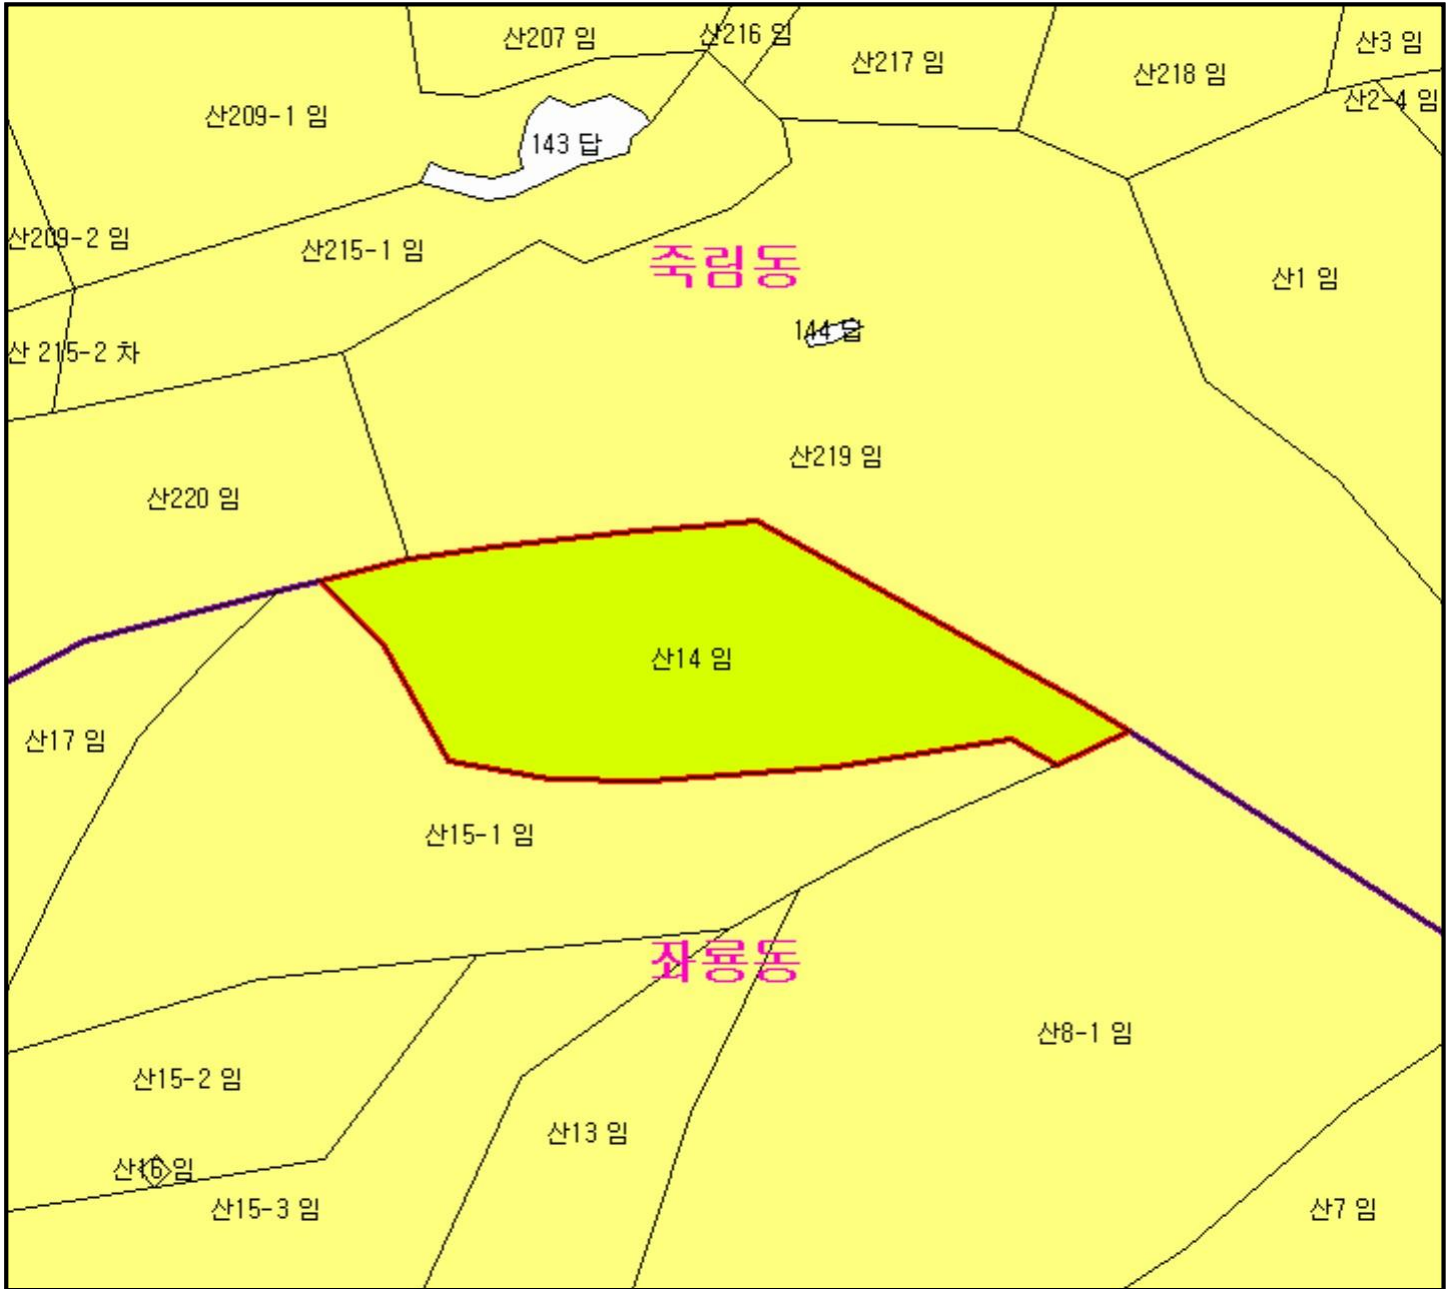 산207 임
산216 임
산217 임
산218 임
산3 임
산2-4 임
산209-1 임
143 답
산209-2 임
산215-1 임
죽림동
산1 임
144 답
산 215-2 차
산219 임
산220 임
산14 임
산17 임
산15-1 임
좌룡동
산8-1 임
산15-2 임
산13 임
산16 임
산15-3 임
산7 임